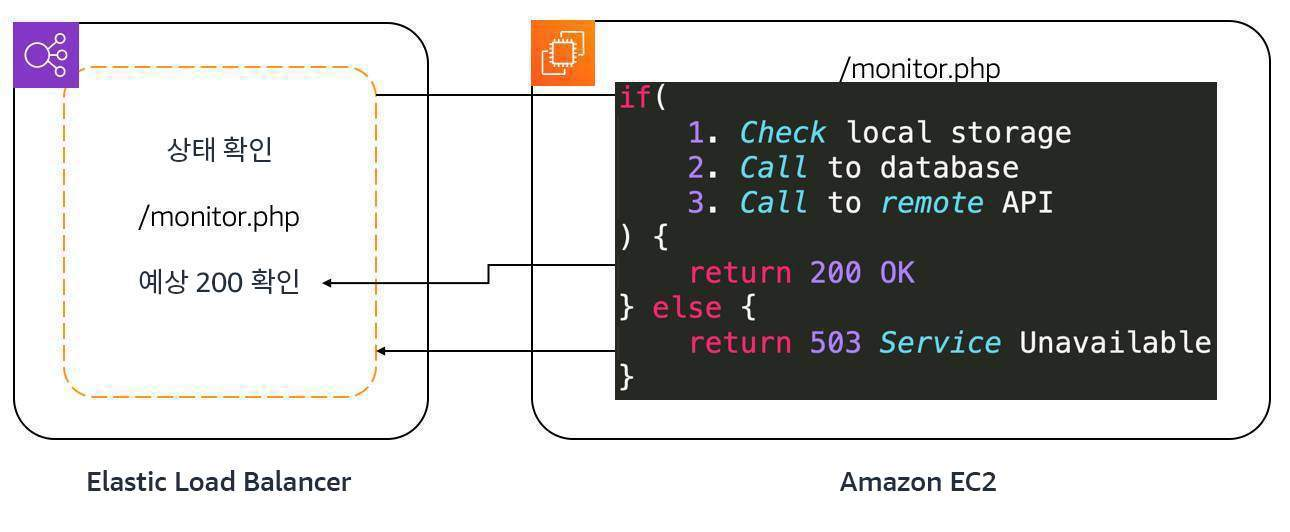 상태 확인
/monitor.php
예상 200 확인
Elastic Load Balancer
/monitor.php
if(
1. Check local storage
2. Call to database
3. Call to remote API
) {
return 200 OK
} else {
return 503 Service Unavailable
}
Amazon EC2